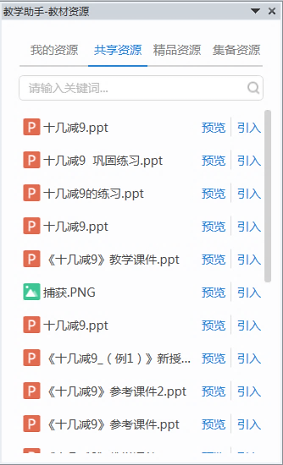 教学助手-教材资源
我的资源 共享资源 精品资源 集备资源
请输入关键词...
十几减9.ppt 预览 引入
十几减9 巩固练习.ppt 预览 引入
十几减9的练习.ppt 预览 引入
十几减9.ppt 预览 引入
《十几减9》教学课件.ppt 预览 引入
捕获.PNG 预览 引入
十几减9.ppt 预览 引入
《十几减9_（例1）》新授... 预览 引入
《十几减9》参考课件2.ppt 预览 引入
《十几减9》参考课件.ppt 预览 引入